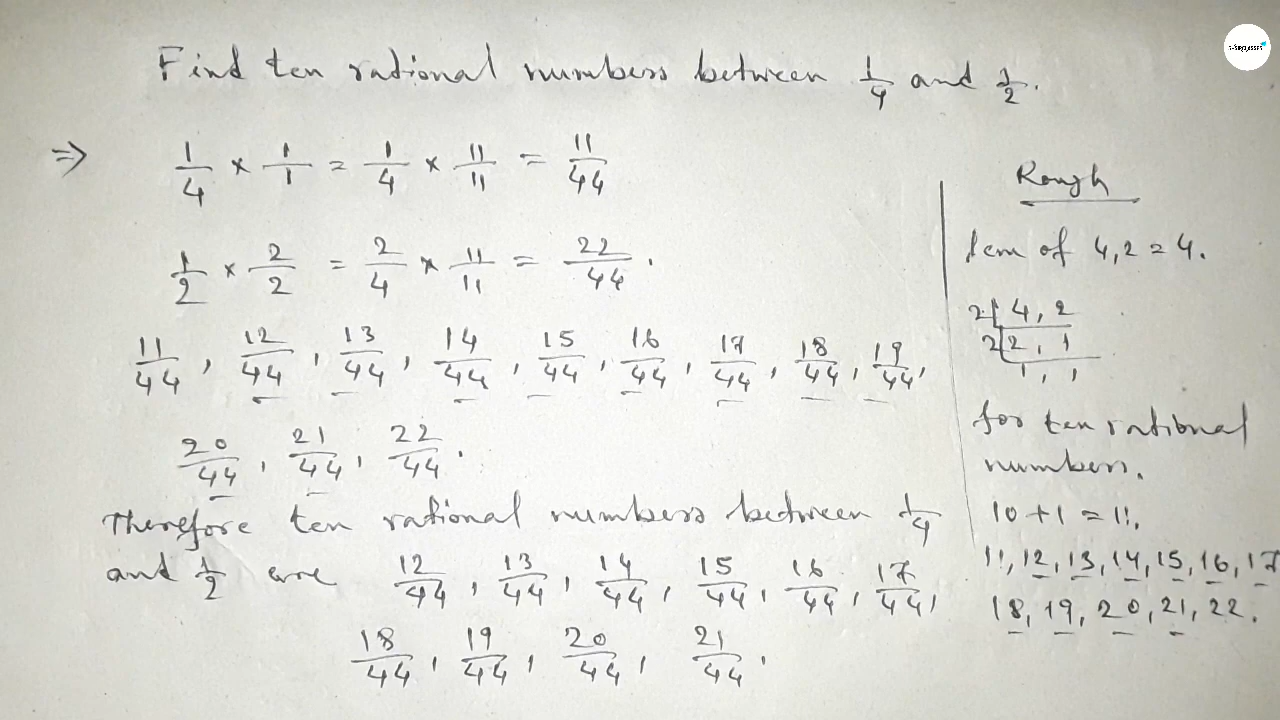 Find ten rational numbers between 1/4 and 1/2.
⇒ 1/4 × 1/1 = 1/4 × 11/11 = 11/44
1/2 × 2/2 = 2/4 × 11/11 = 22/44.
11/44, 12/44, 13/44, 14/44, 15/44, 16/44, 17/44, 18/44, 19/44,
20/44, 21/44, 22/44.
Therefore ten rational numbers between 1/4
and 1/2 are 12/44, 13/44, 14/44, 15/44, 16/44, 17/44,
18/44, 19/44, 20/44, 21/44.
Rough
lcm of 4,2 = 4.
2 | 4, 2
2 | 2, 1
1, 1
for ten rational
numbers.
10 + 1 = 11.
11, 12, 13, 14, 15, 16, 17
18, 19, 20, 21, 22.